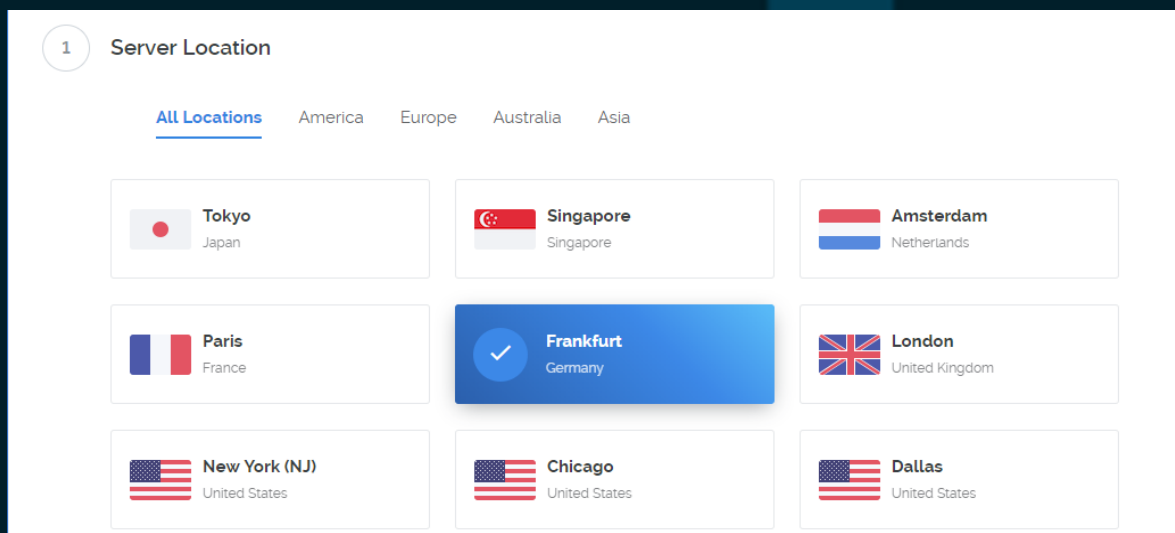 1 Server Location
All Locations America Europe Australia Asia
Tokyo
Japan
Singapore
Singapore
Amsterdam
Netherlands
Paris
France
Frankfurt
Germany
London
United Kingdom
New York (NJ)
United States
Chicago
United States
Dallas
United States